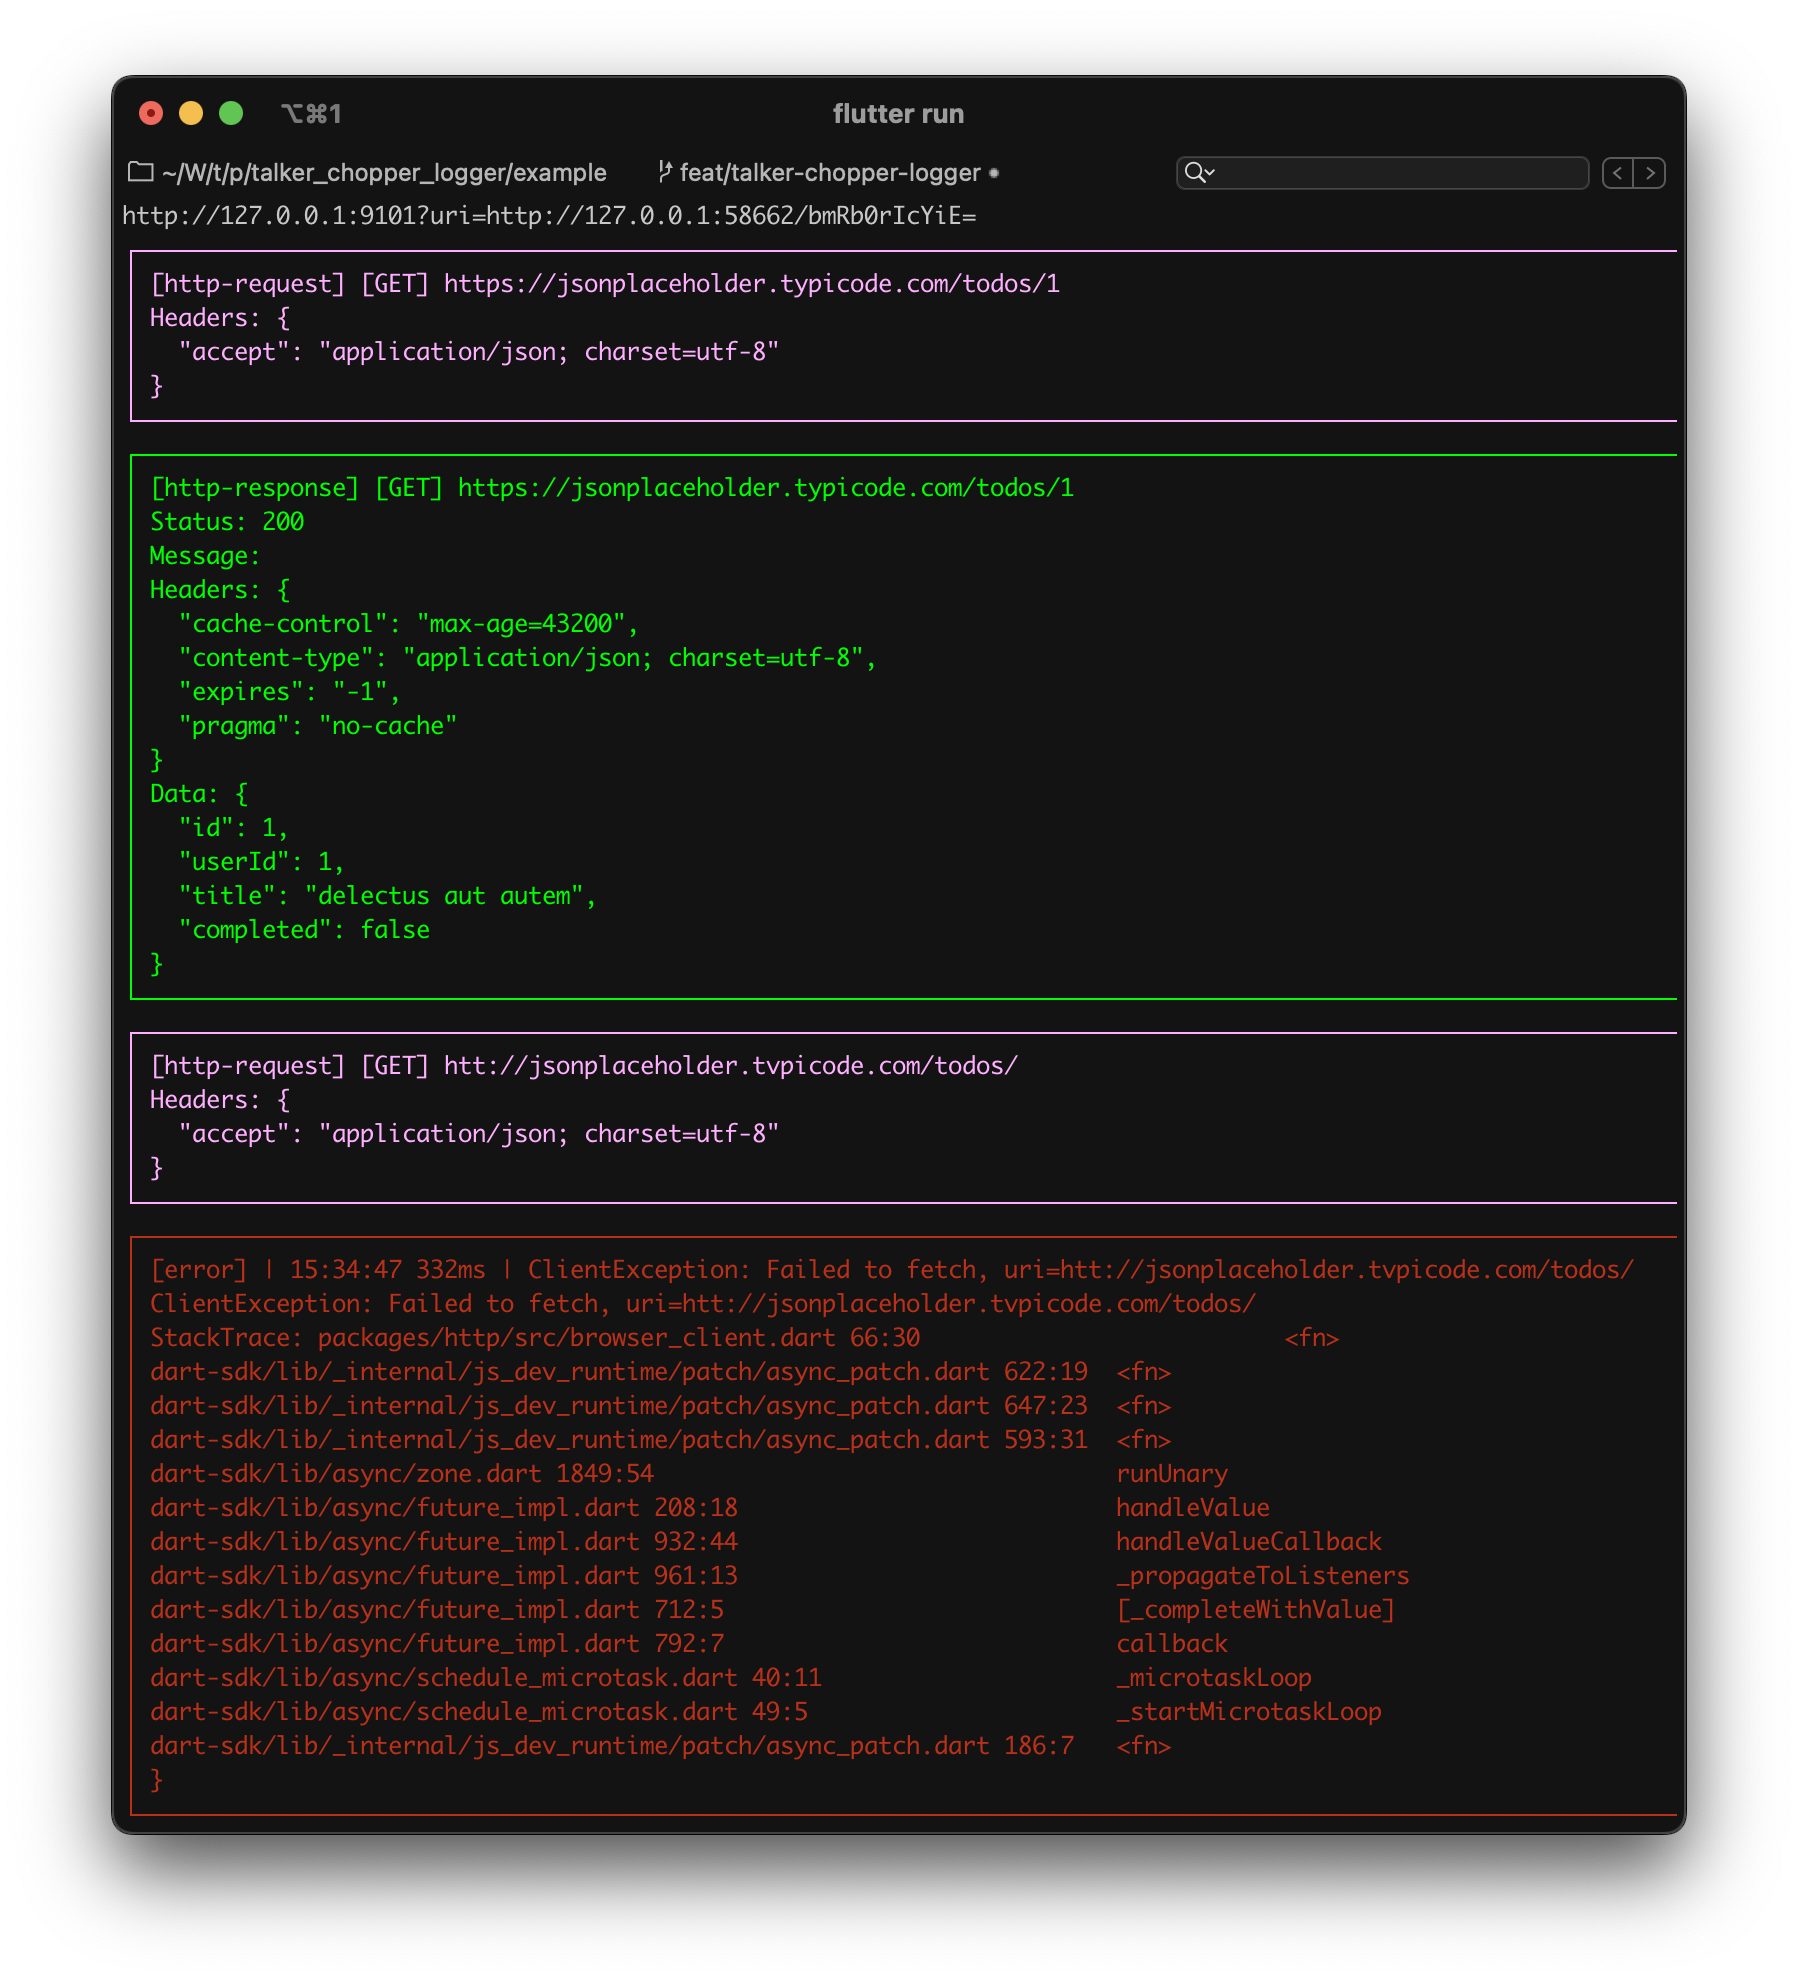 ⌥⌘1 flutter run
~/W/t/p/talker_chopper_logger/example feat/talker-chopper-logger
http://127.0.0.1:9101?uri=http://127.0.0.1:58662/bmRb0rIcYiE=
[http-request] [GET] https://jsonplaceholder.typicode.com/todos/1
Headers: {
  "accept": "application/json; charset=utf-8"
}
[http-response] [GET] https://jsonplaceholder.typicode.com/todos/1
Status: 200
Message:
Headers: {
  "cache-control": "max-age=43200",
  "content-type": "application/json; charset=utf-8",
  "expires": "-1",
  "pragma": "no-cache"
}
Data: {
  "id": 1,
  "userId": 1,
  "title": "delectus aut autem",
  "completed": false
}
[http-request] [GET] htt://jsonplaceholder.tvpicode.com/todos/
Headers: {
  "accept": "application/json; charset=utf-8"
}
[error] | 15:34:47 332ms | ClientException: Failed to fetch, uri=htt://jsonplaceholder.tvpicode.com/todos/
ClientException: Failed to fetch, uri=htt://jsonplaceholder.tvpicode.com/todos/
StackTrace: packages/http/src/browser_client.dart 66:30                          <fn>
dart-sdk/lib/_internal/js_dev_runtime/patch/async_patch.dart 622:19  <fn>
dart-sdk/lib/_internal/js_dev_runtime/patch/async_patch.dart 647:23  <fn>
dart-sdk/lib/_internal/js_dev_runtime/patch/async_patch.dart 593:31  <fn>
dart-sdk/lib/async/zone.dart 1849:54                                 runUnary
dart-sdk/lib/async/future_impl.dart 208:18                           handleValue
dart-sdk/lib/async/future_impl.dart 932:44                           handleValueCallback
dart-sdk/lib/async/future_impl.dart 961:13                           _propagateToListeners
dart-sdk/lib/async/future_impl.dart 712:5                            [_completeWithValue]
dart-sdk/lib/async/future_impl.dart 792:7                            callback
dart-sdk/lib/async/schedule_microtask.dart 40:11                     _microtaskLoop
dart-sdk/lib/async/schedule_microtask.dart 49:5                      _startMicrotaskLoop
dart-sdk/lib/_internal/js_dev_runtime/patch/async_patch.dart 186:7   <fn>
}